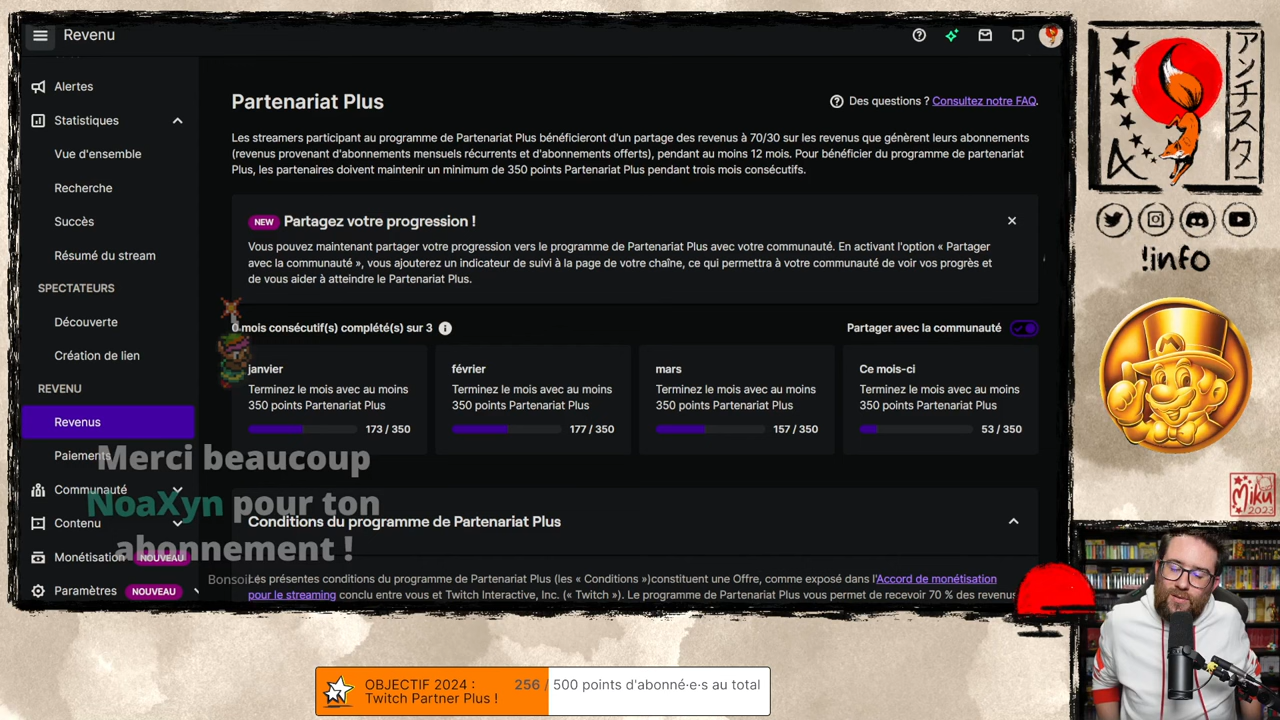 Revenu
Alertes
Statistiques
Vue d'ensemble
Recherche
Succès
Résumé du stream
SPECTATEURS
Découverte
Création de lien
REVENU
Revenus
Paiements
Communauté
Contenu
Monétisation NOUVEAU
Paramètres NOUVEAU
Partenariat Plus
Des questions ? Consultez notre FAQ.
Les streamers participant au programme de Partenariat Plus bénéficieront d'un partage des revenus à 70/30 sur les revenus que génèrent leurs abonnements
(revenus provenant d'abonnements mensuels récurrents et d'abonnements offerts), pendant au moins 12 mois. Pour bénéficier du programme de partenariat
Plus, les partenaires doivent maintenir un minimum de 350 points Partenariat Plus pendant trois mois consécutifs.
NEW Partagez votre progression !
Vous pouvez maintenant partager votre progression vers le programme de Partenariat Plus avec votre communauté. En activant l'option « Partager
avec la communauté », vous ajouterez un indicateur de suivi à la page de votre chaîne, ce qui permettra à votre communauté de voir vos progrès et
de vous aider à atteindre le Partenariat Plus.
0 mois consécutif(s) complété(s) sur 3
Partager avec la communauté
janvier
Terminez le mois avec au moins
350 points Partenariat Plus
173 / 350
février
Terminez le mois avec au moins
350 points Partenariat Plus
177 / 350
mars
Terminez le mois avec au moins
350 points Partenariat Plus
157 / 350
Ce mois-ci
Terminez le mois avec au moins
350 points Partenariat Plus
53 / 350
Merci beaucoup
NoaXyn pour ton
abonnement !
Bonsoir
Conditions du programme de Partenariat Plus
Les présentes conditions du programme de Partenariat Plus (les « Conditions »)constituent une Offre, comme exposé dans l'Accord de monétisation
pour le streaming conclu entre vous et Twitch Interactive, Inc. (« Twitch »). Le programme de Partenariat Plus vous permet de recevoir 70 % des revenus
アンチスター
!info
M
Miku
2023
OBJECTIF 2024 :
Twitch Partner Plus !
256 / 500 points d'abonné·e·s au total